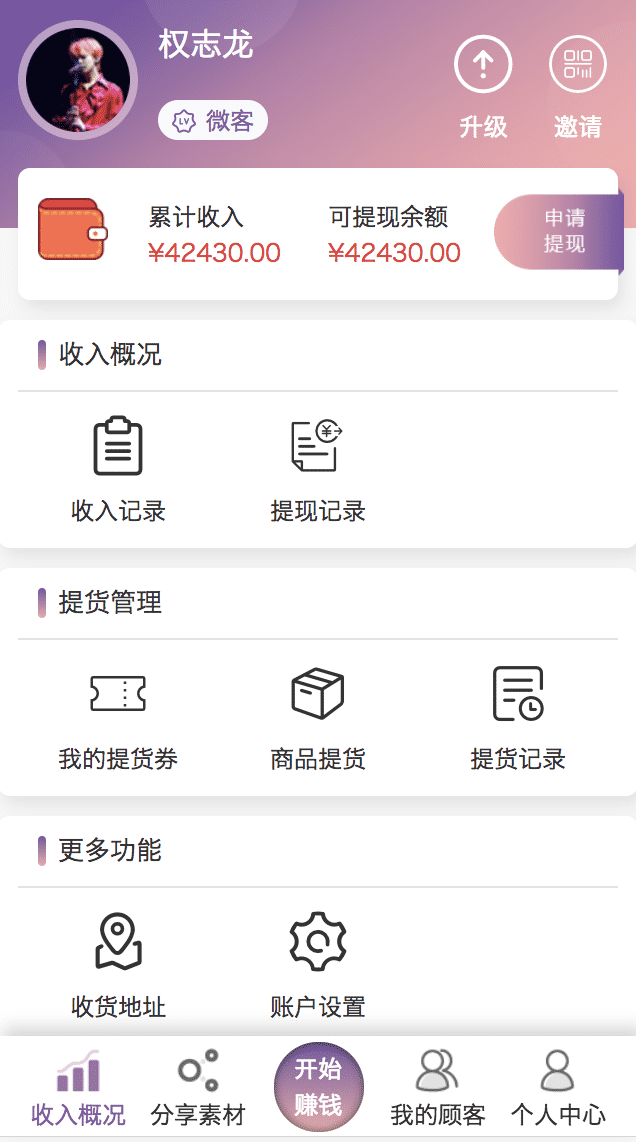 权志龙
LV 微客
升级
邀请
累计收入
¥42430.00
可提现余额
¥42430.00
申请
提现
收入概况
收入记录
提现记录
提货管理
我的提货券
商品提货
提货记录
更多功能
收货地址
账户设置
收入概况
分享素材
开始
赚钱
我的顾客
个人中心